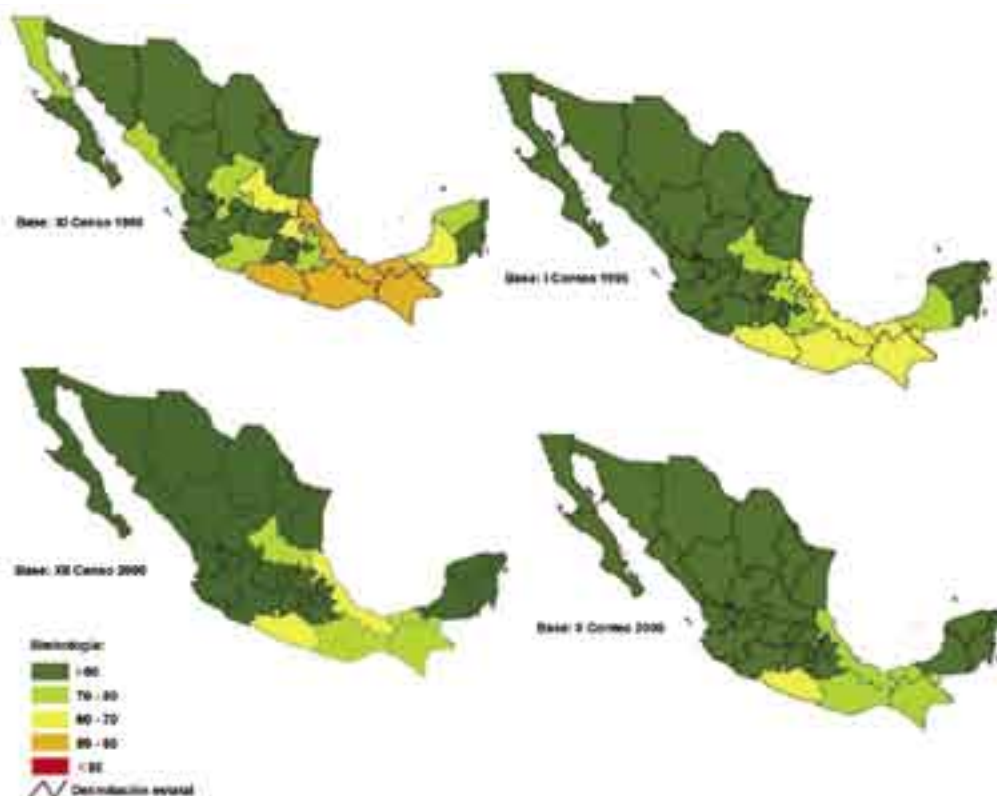 Base: XI Censo 1990
Base: I Conteo 1995
Base: XII Censo 2000
Base: II Conteo 2005
Simbología:
> 80
70 - 80
60 - 70
50 - 60
< 50
Delimitación estatal